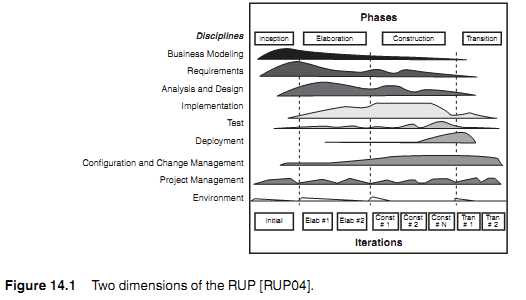 Phases
Disciplines
Inception Elaboration Construction Transition
Business Modeling
Requirements
Analysis and Design
Implementation
Test
Deployment
Configuration and Change Management
Project Management
Environment
Initial Elab #1 Elab #2 Const # 1 Const # 2 Const # N Tran # 1 Tran # 2
Iterations
Figure 14.1 Two dimensions of the RUP [RUP04].